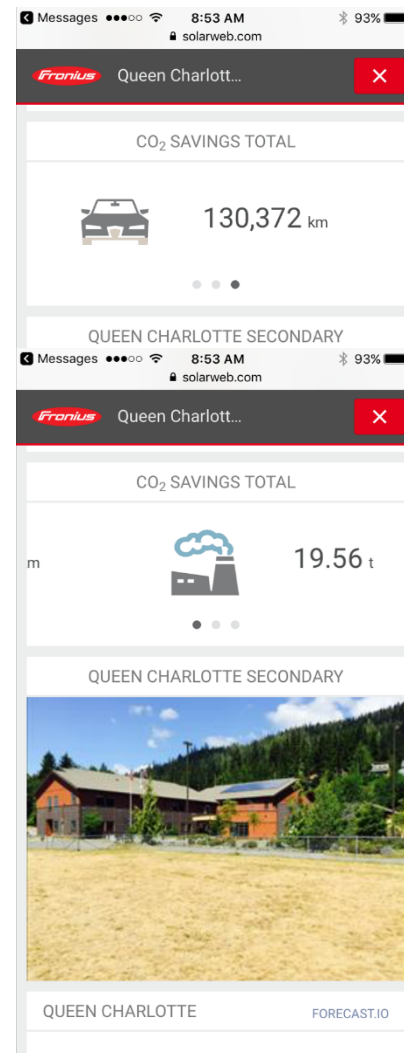 Messages 8:53 AM 93%
solarweb.com
Fronius Queen Charlott...
CO₂ SAVINGS TOTAL
130,372 km
QUEEN CHARLOTTE SECONDARY
Messages 8:53 AM 93%
solarweb.com
Fronius Queen Charlott...
CO₂ SAVINGS TOTAL
m 19.56 t
QUEEN CHARLOTTE SECONDARY
QUEEN CHARLOTTE FORECAST.IO